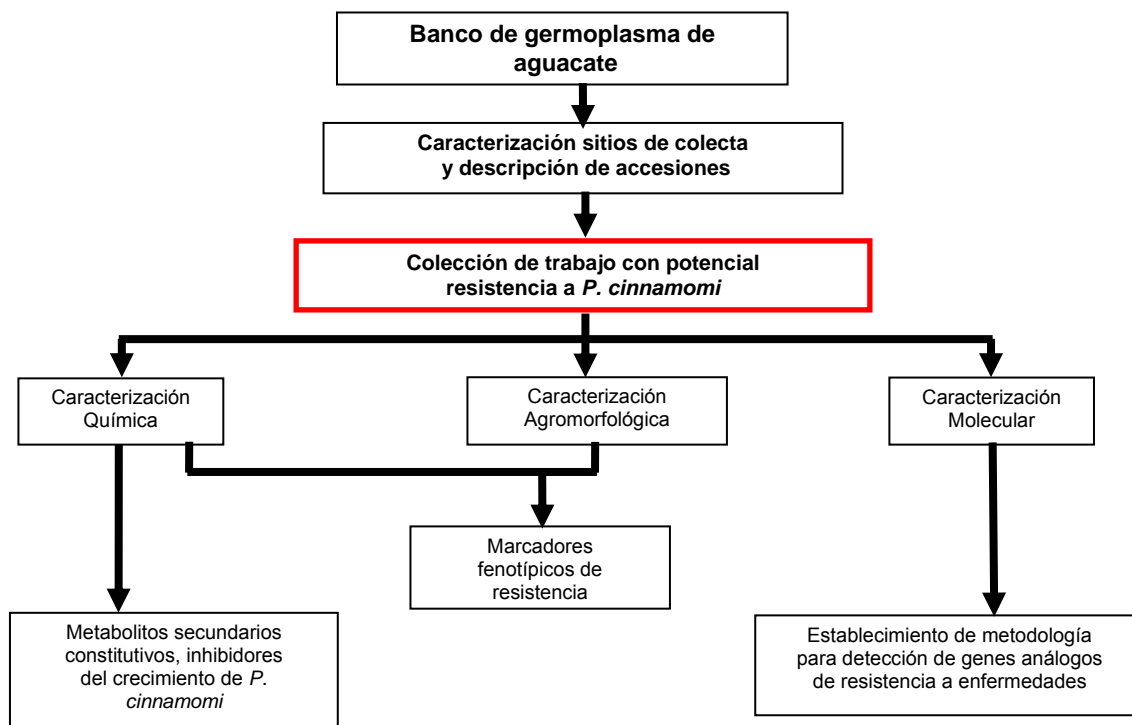 Banco de germoplasma de
aguacate
Caracterización sitios de colecta
y descripción de accesiones
Colección de trabajo con potencial
resistencia a P. cinnamomi
Caracterización
Química
Caracterización
Agromorfológica
Caracterización
Molecular
Marcadores
fenotípicos de
resistencia
Metabolitos secundarios
constitutivos, inhibidores
del crecimiento de P.
cinnamomi
Establecimiento de metodología
para detección de genes análogos
de resistencia a enfermedades